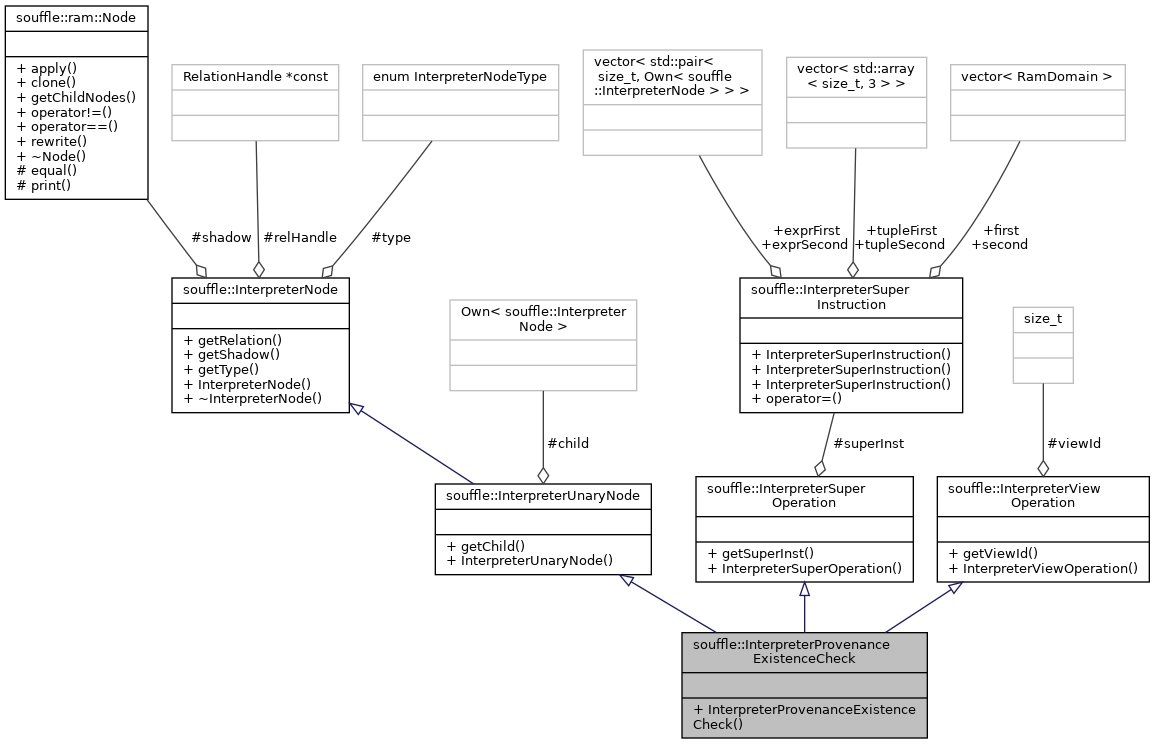 souffle::ram::Node
+ apply()
+ clone()
+ getChildNodes()
+ operator!=()
+ operator==()
+ rewrite()
+ ~Node()
# equal()
# print()
RelationHandle *const
enum InterpreterNodeType
vector< std::pair<
size_t, Own< souffle
::InterpreterNode > > >
vector< std::array
< size_t, 3 > >
vector< RamDomain >
#shadow
#relHandle
#type
+exprFirst
+exprSecond
+tupleFirst
+tupleSecond
+first
+second
souffle::InterpreterNode
+ getRelation()
+ getShadow()
+ getType()
+ InterpreterNode()
+ ~InterpreterNode()
Own< souffle::Interpreter
Node >
souffle::InterpreterSuper
Instruction
+ InterpreterSuperInstruction()
+ InterpreterSuperInstruction()
+ InterpreterSuperInstruction()
+ operator=()
size_t
#child
#superInst
#viewId
souffle::InterpreterUnaryNode
+ getChild()
+ InterpreterUnaryNode()
souffle::InterpreterSuper
Operation
+ getSuperInst()
+ InterpreterSuperOperation()
souffle::InterpreterView
Operation
+ getViewId()
+ InterpreterViewOperation()
souffle::InterpreterProvenance
ExistenceCheck
+ InterpreterProvenanceExistence
Check()